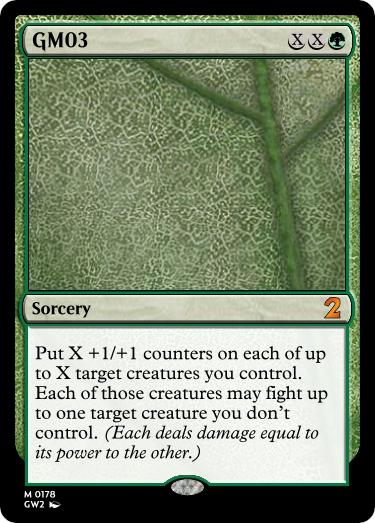 GM03 XXG
Sorcery 2
Put X +1/+1 counters on each of up
to X target creatures you control.
Each of those creatures may fight up
to one target creature you don't
control. (Each deals damage equal to
its power to the other.)
M 0178
GW2